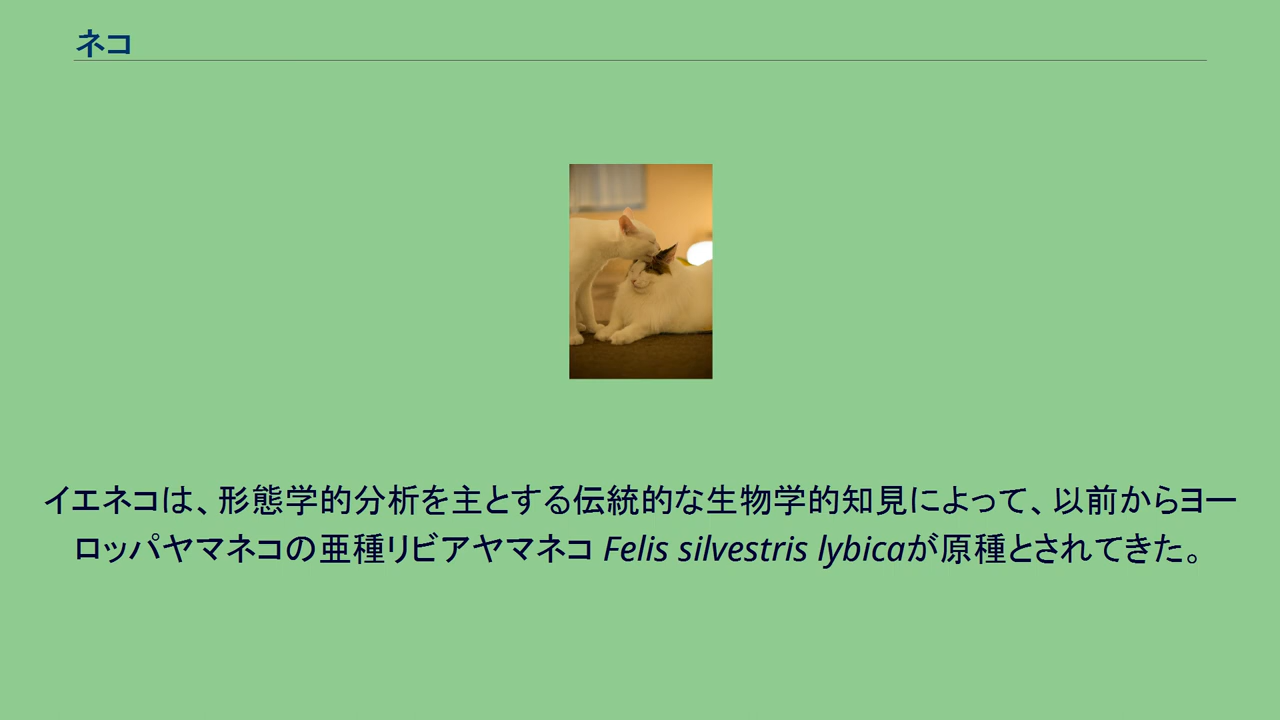 ネコ
イエネコは、形態学的分析を主とする伝統的な生物学的知見によって、以前からヨー
ロッパヤマネコの亜種リビアヤマネコ Felis silvestris lybicaが原種とされてきた。